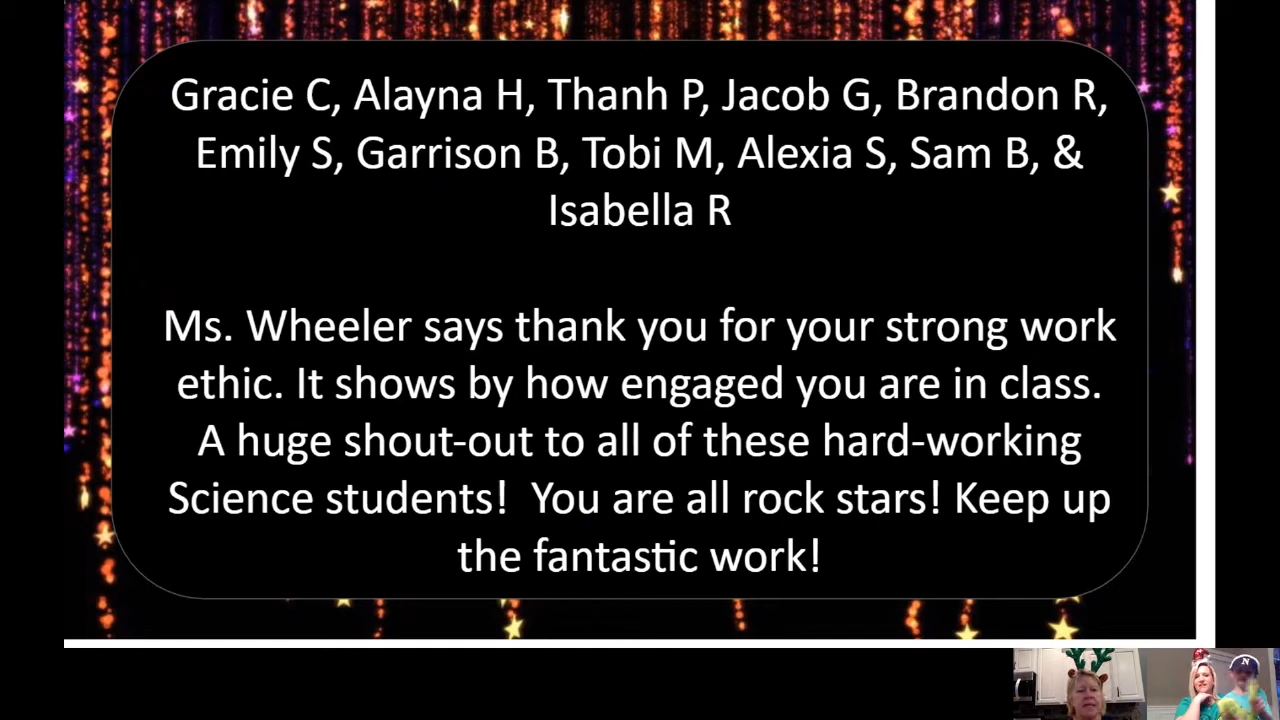 Gracie C, Alayna H, Thanh P, Jacob G, Brandon R,
Emily S, Garrison B, Tobi M, Alexia S, Sam B, &
Isabella R
Ms. Wheeler says thank you for your strong work
ethic. It shows by how engaged you are in class.
A huge shout-out to all of these hard-working
Science students!  You are all rock stars! Keep up
the fantastic work!
N